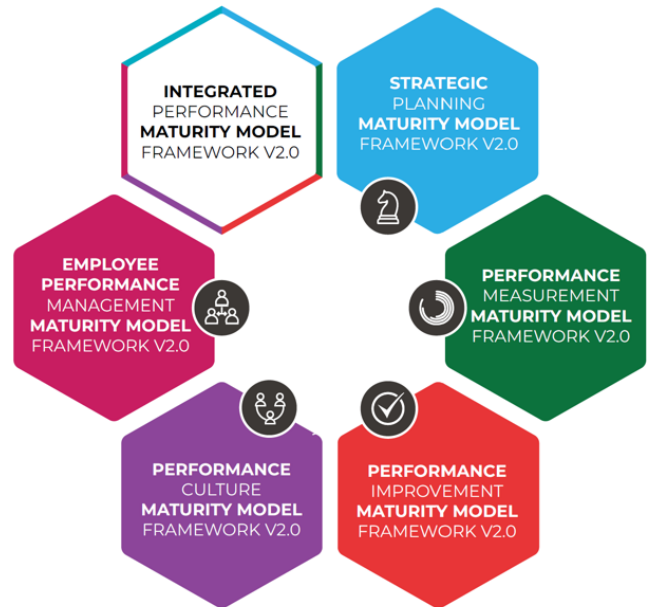 INTEGRATED
PERFORMANCE
MATURITY MODEL
FRAMEWORK V2.0
STRATEGIC
PLANNING
MATURITY MODEL
FRAMEWORK V2.0
EMPLOYEE
PERFORMANCE
MANAGEMENT
MATURITY MODEL
FRAMEWORK V2.0
PERFORMANCE
MEASUREMENT
MATURITY MODEL
FRAMEWORK V2.0
PERFORMANCE
CULTURE
MATURITY MODEL
FRAMEWORK V2.0
PERFORMANCE
IMPROVEMENT
MATURITY MODEL
FRAMEWORK V2.0